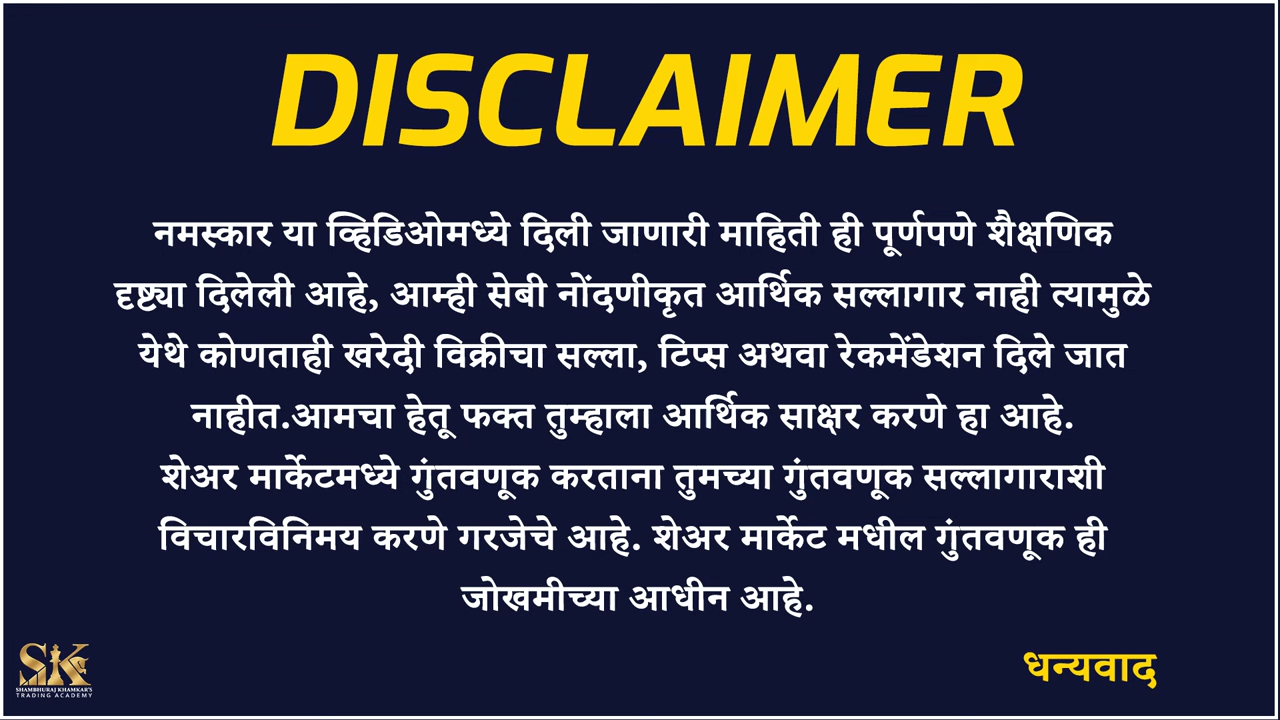 DISCLAIMER
नमस्कार या व्हिडिओमध्ये दिली जाणारी माहिती ही पूर्णपणे शैक्षणिक
दृष्ट्या दिलेली आहे, आम्ही सेबी नोंदणीकृत आर्थिक सल्लागार नाही त्यामुळे
येथे कोणताही खरेदी विक्रीचा सल्ला, टिप्स अथवा रेकमेंडेशन दिले जात
नाहीत.आमचा हेतू फक्त तुम्हाला आर्थिक साक्षर करणे हा आहे.
शेअर मार्केटमध्ये गुंतवणूक करताना तुमच्या गुंतवणूक सल्लागाराशी
विचारविनिमय करणे गरजेचे आहे. शेअर मार्केट मधील गुंतवणूक ही
जोखमीच्या आधीन आहे.
धन्यवाद
SK
SHAMBHURAJ KHAMKAR'S
TRADING ACADEMY